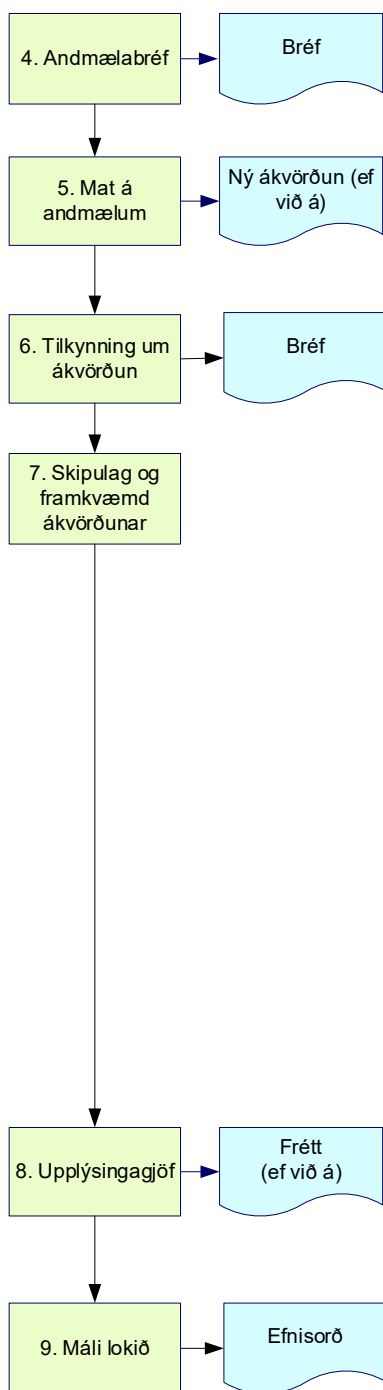 4. Andmælabréf
Bréf
5. Mat á
andmælum
Ný ákvörðun (ef
við á)
6. Tilkynning um
ákvörðun
Bréf
7. Skipulag og
framkvæmd
ákvörðunar
8. Upplýsingagjöf
Frétt
(ef við á)
9. Máli lokið
Efnisorð